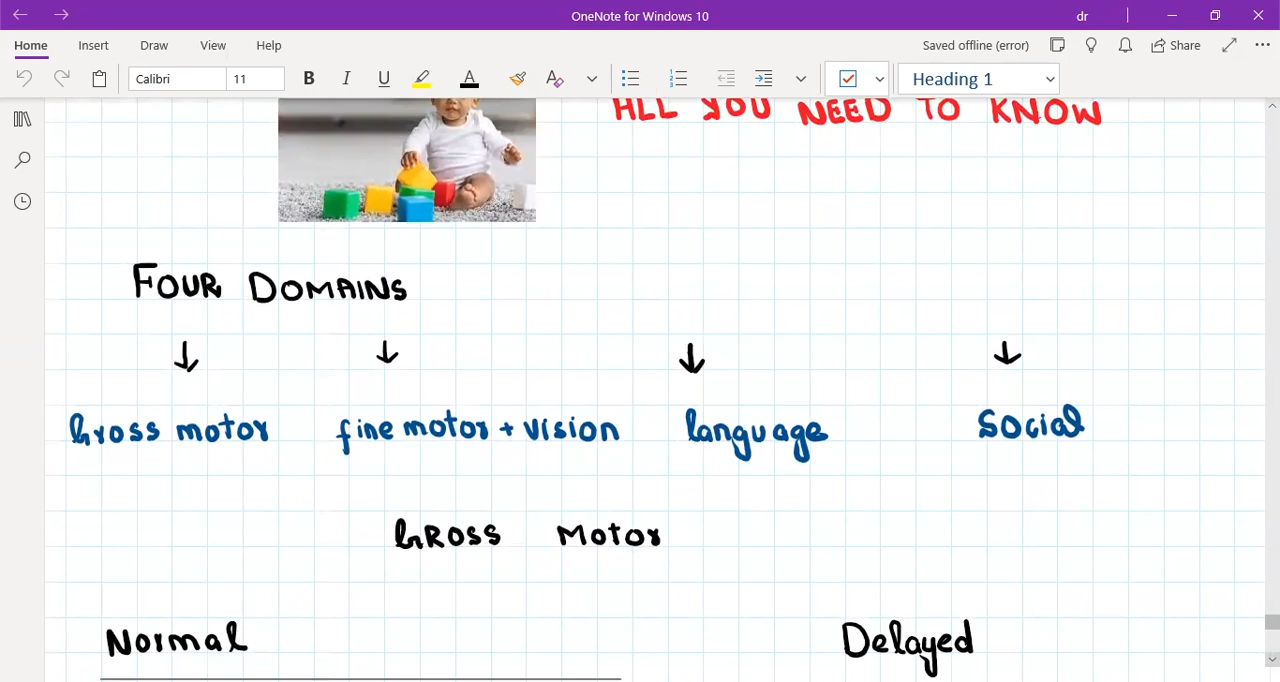 OneNote for Windows 10 dr
Home Insert Draw View Help Saved offline (error) Share
Calibri 11 B I U A A Heading 1
ALL YOU NEED TO KNOW
FOUR DOMAINS
Gross motor fine motor + vision language Social
GROSS MOTOR
Normal Delayed